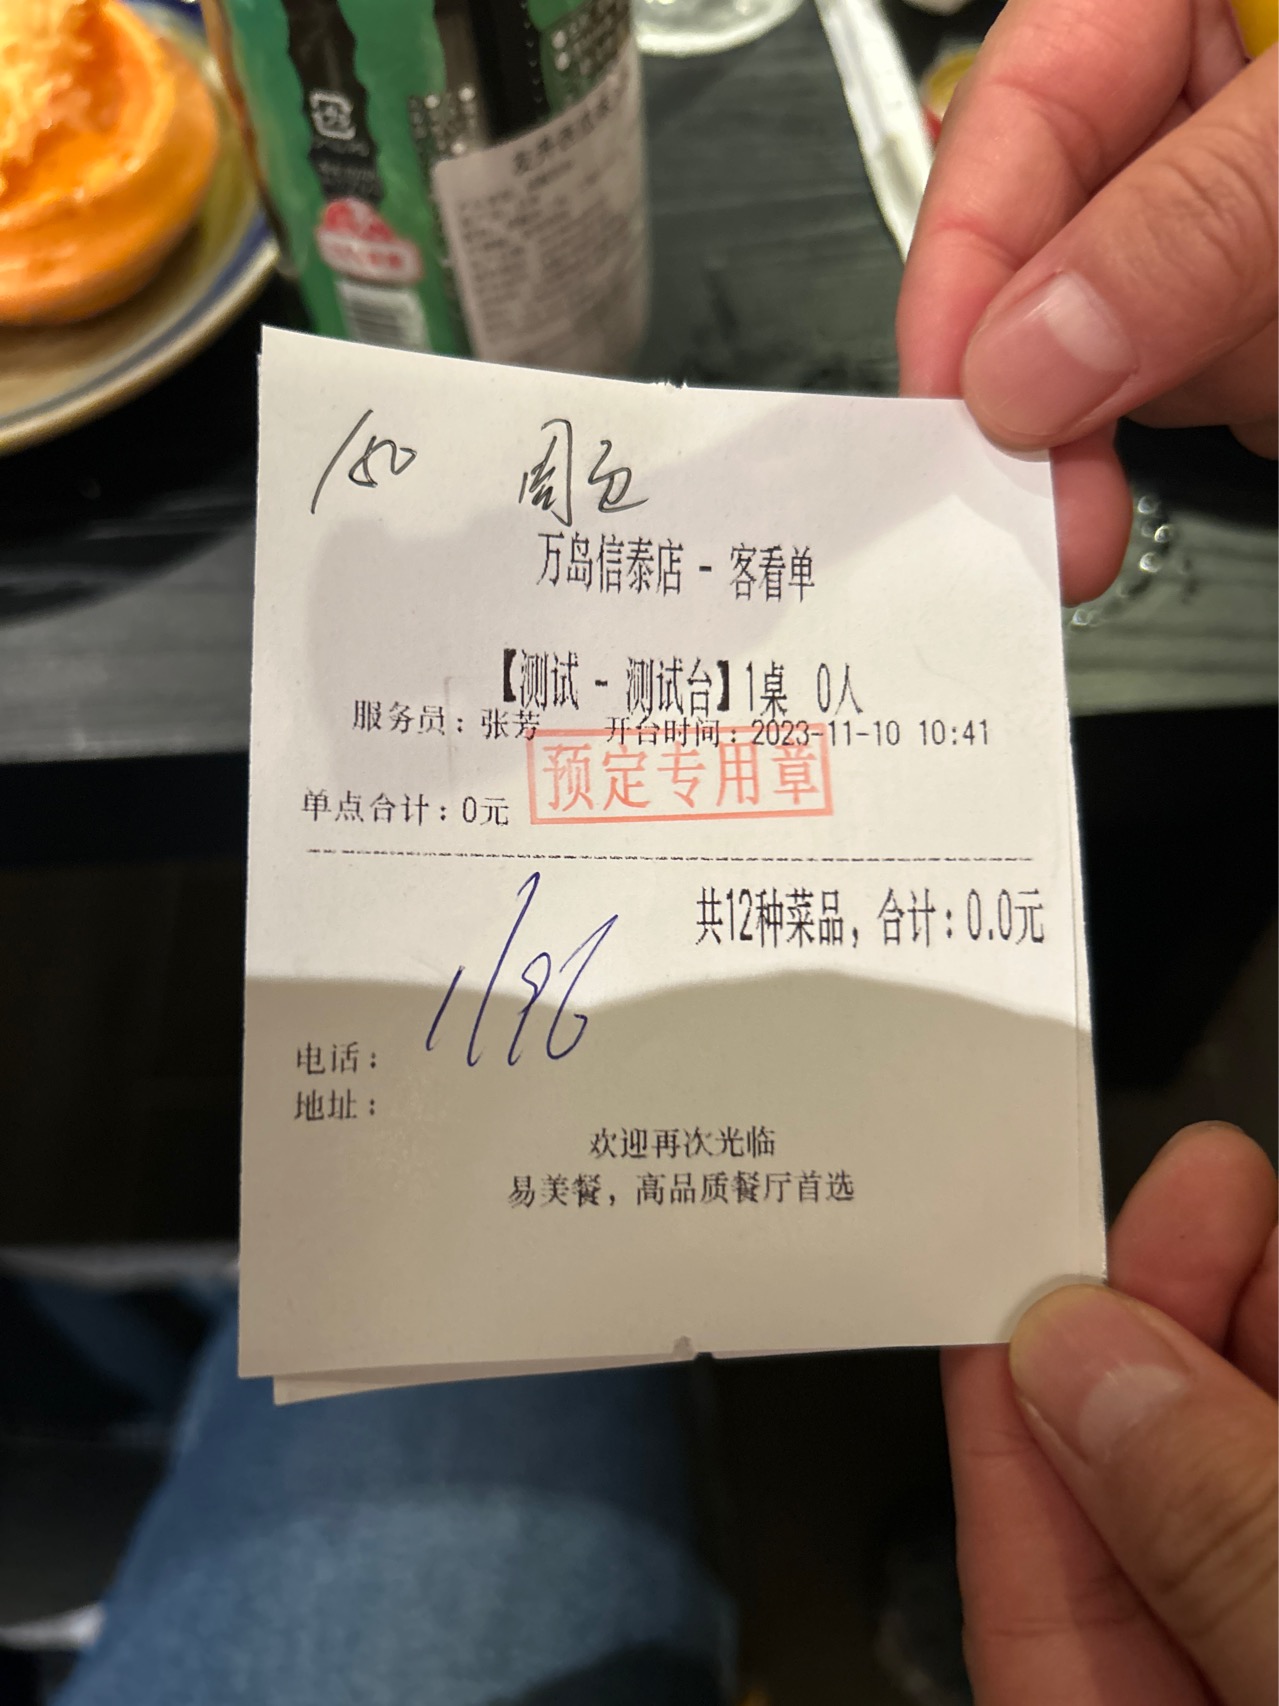 万岛信泰店 - 客看单
【测试 - 测试台】1桌 0人
服务员：张芳 开台时间：2023-11-10 10:41
预定专用章
单点合计：0元
共12种菜品，合计：0.0元
1196
电话：
地址：
欢迎再次光临
易美餐，高品质餐厅首选